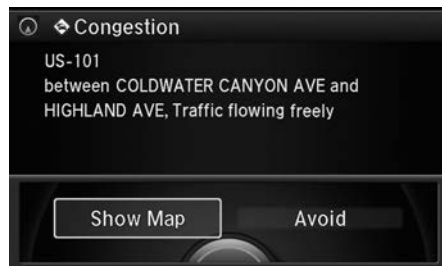 Congestion
US-101
between COLDWATER CANYON AVE and
HIGHLAND AVE, Traffic flowing freely
Show Map Avoid